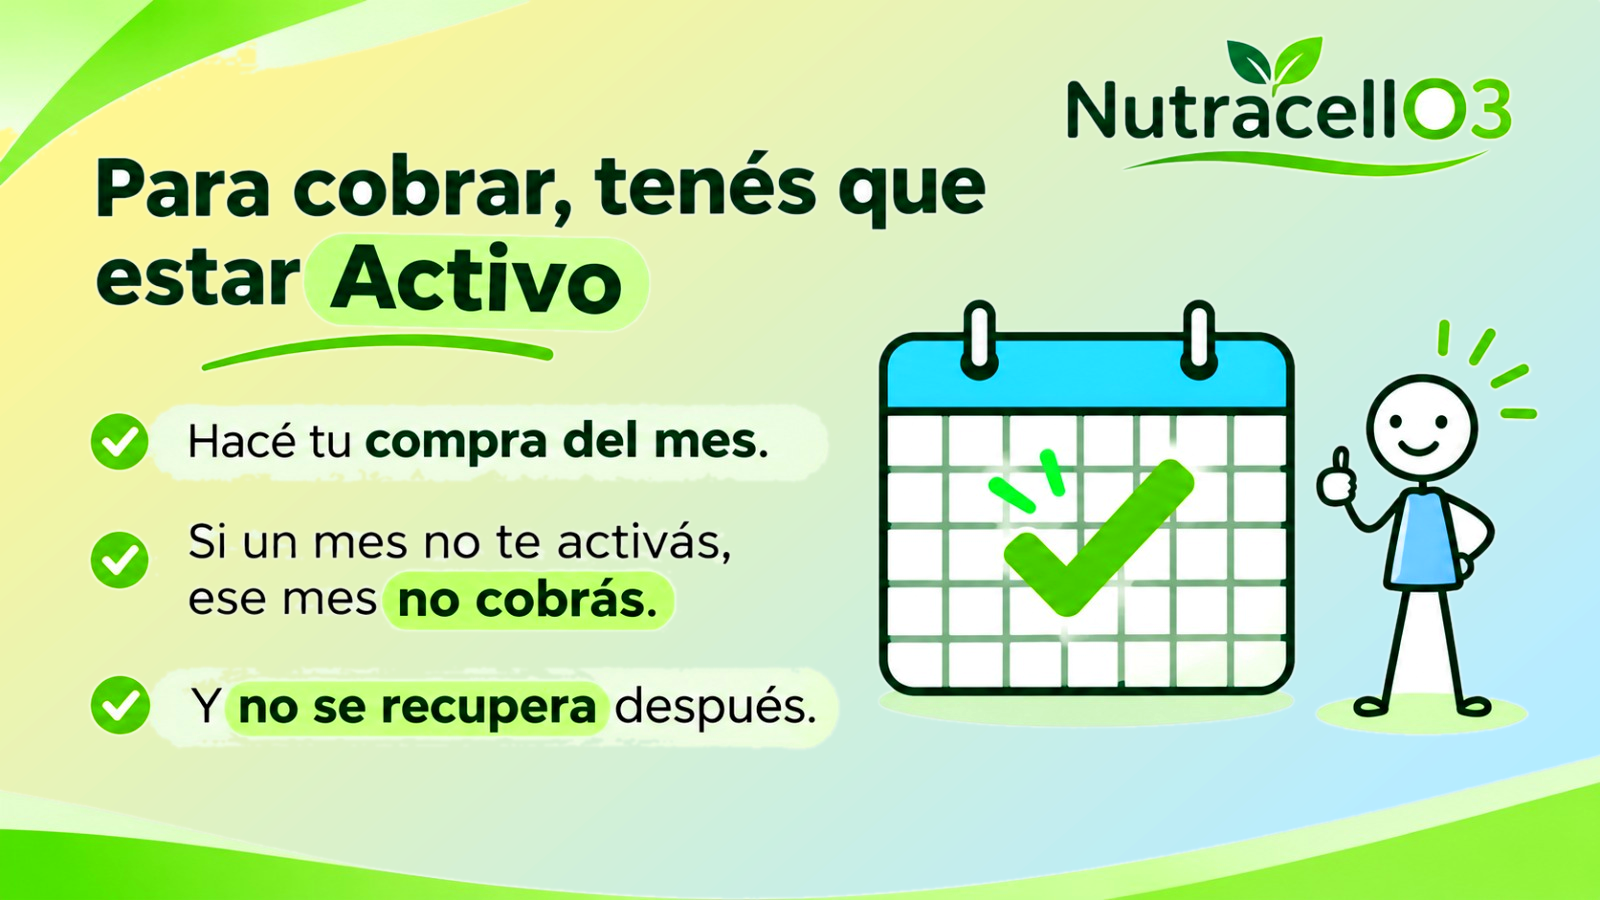 NutracellO3
Para cobrar, tenés que
estar Activo
Hacé tu compra del mes.
Si un mes no te activás,
ese mes no cobrás.
Y no se recupera después.